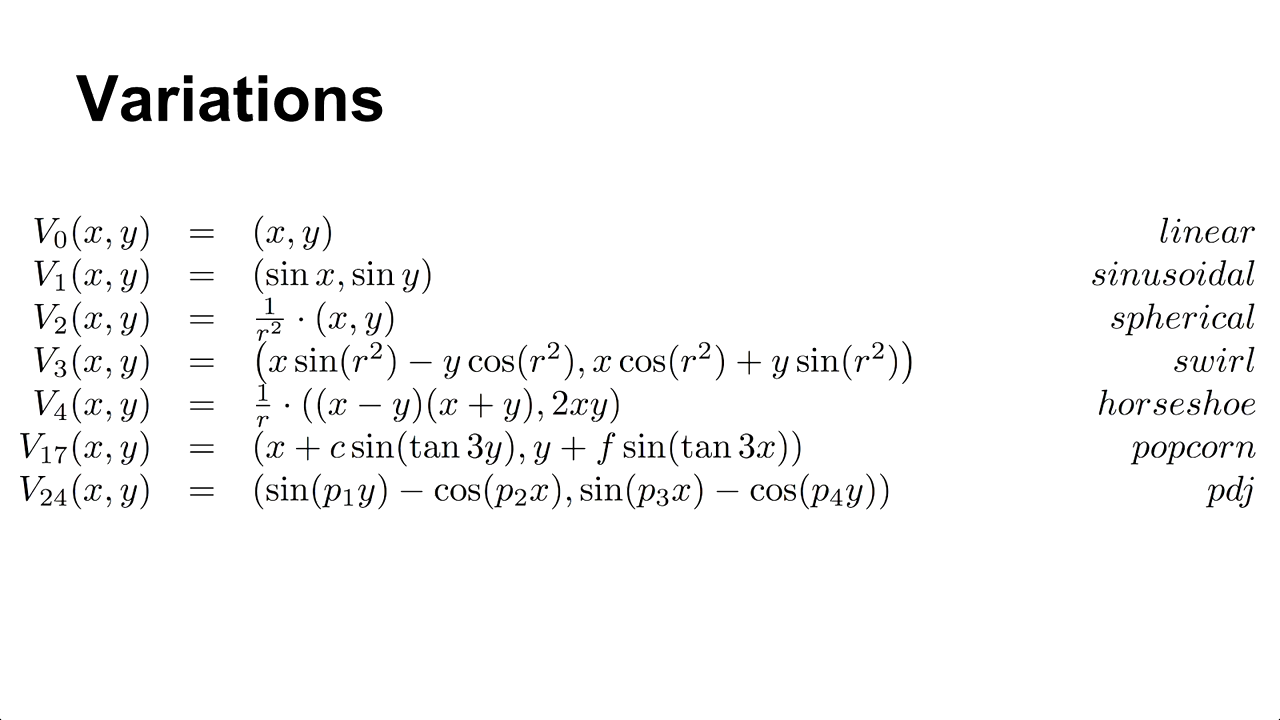 Variations
V₀(x, y) = (x, y) linear
V₁(x, y) = (sin x, sin y) sinusoidal
V₂(x, y) = 1/r² · (x, y) spherical
V₃(x, y) = (x sin(r²) − y cos(r²), x cos(r²) + y sin(r²)) swirl
V₄(x, y) = 1/r · ((x − y)(x + y), 2xy) horseshoe
V₁₇(x, y) = (x + c sin(tan 3y), y + f sin(tan 3x)) popcorn
V₂₄(x, y) = (sin(p₁y) − cos(p₂x), sin(p₃x) − cos(p₄y)) pdj